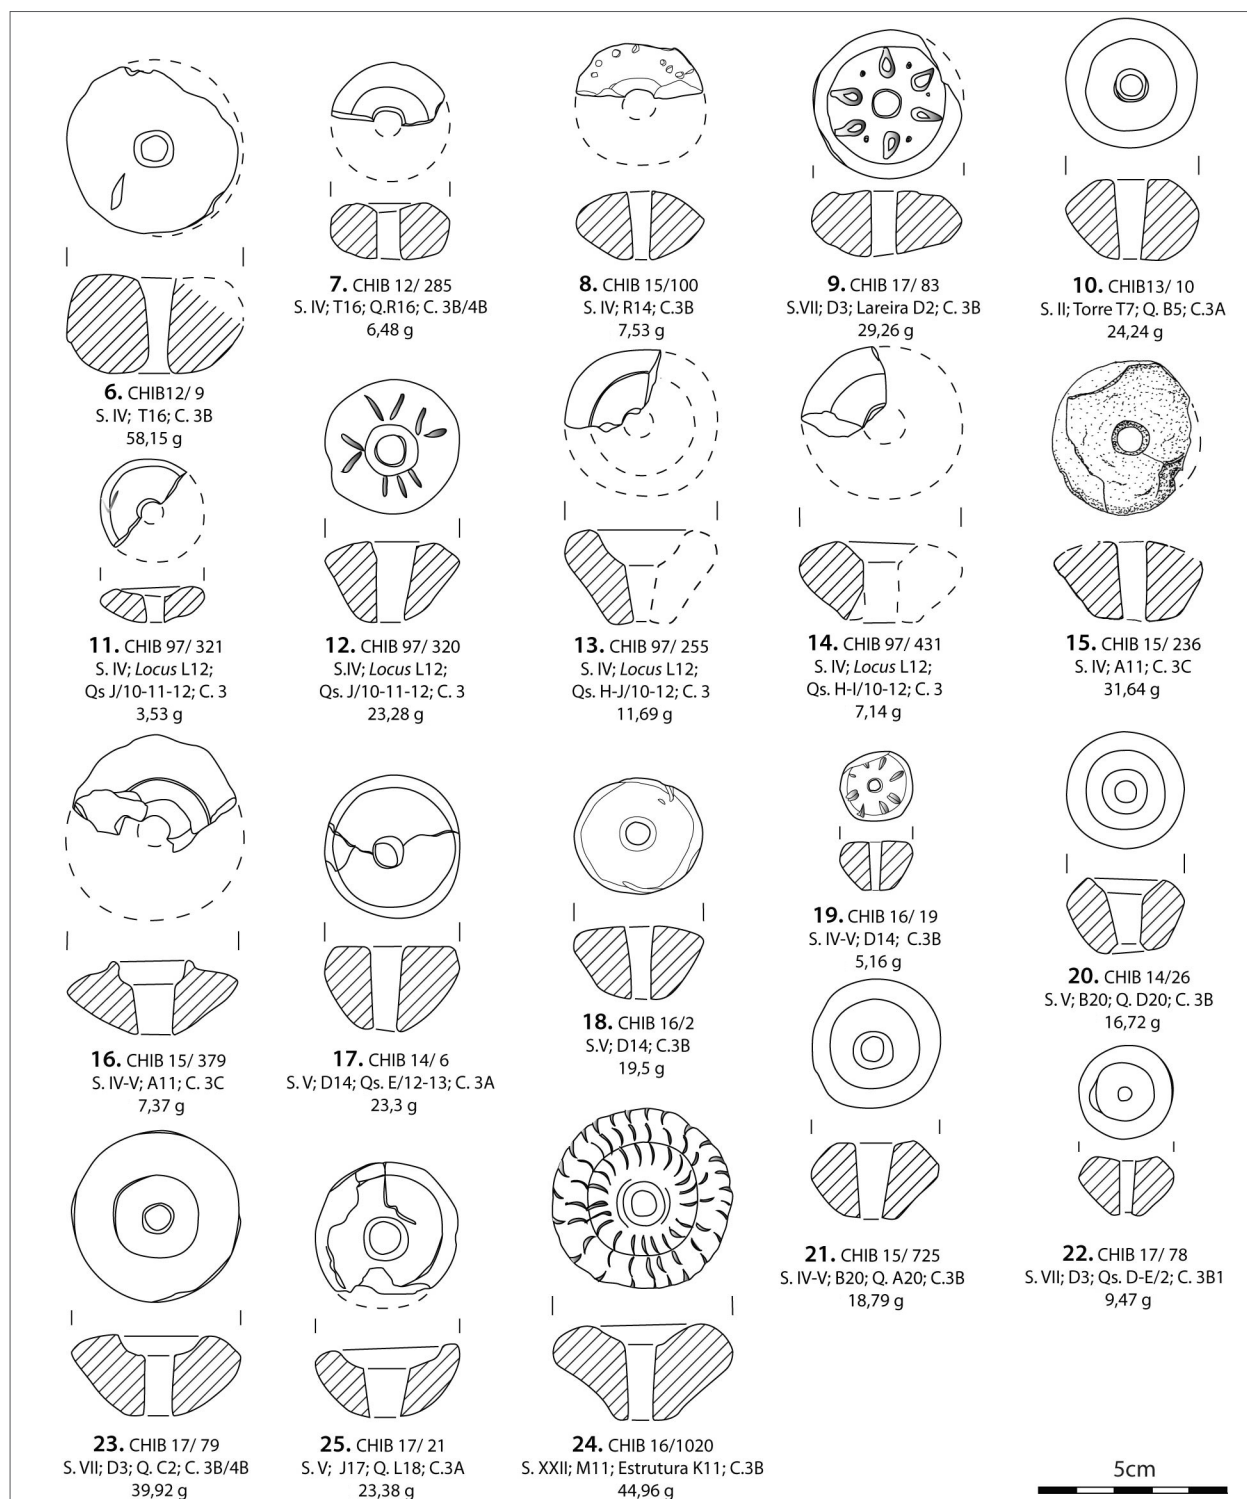 7. CHIB 12/ 285
S. IV; T16; Q.R16; C. 3B/4B
6,48 g
8. CHIB 15/100
S. IV; R14; C.3B
7,53 g
9. CHIB 17/ 83
S.VII; D3; Lareira D2; C. 3B
29,26 g
10. CHIB13/ 10
S. II; Torre T7; Q. B5; C.3A
24,24 g
6. CHIB12/ 9
S. IV; T16; C. 3B
58,15 g
11. CHIB 97/ 321
S. IV; Locus L12;
Qs J/10-11-12; C. 3
3,53 g
12. CHIB 97/ 320
S.IV; Locus L12;
Qs. J/10-11-12; C. 3
23,28 g
13. CHIB 97/ 255
S. IV; Locus L12;
Qs. H-J/10-12; C. 3
11,69 g
14. CHIB 97/ 431
S. IV; Locus L12;
Qs. H-I/10-12; C. 3
7,14 g
15. CHIB 15/ 236
S. IV; A11; C. 3C
31,64 g
16. CHIB 15/ 379
S. IV-V; A11; C. 3C
7,37 g
17. CHIB 14/ 6
S. V; D14; Qs. E/12-13; C. 3A
23,3 g
18. CHIB 16/2
S.V; D14; C.3B
19,5 g
19. CHIB 16/ 19
S. IV-V; D14; C.3B
5,16 g
20. CHIB 14/26
S. V; B20; Q. D20; C. 3B
16,72 g
21. CHIB 15/ 725
S. IV-V; B20; Q. A20; C.3B
18,79 g
22. CHIB 17/ 78
S. VII; D3; Qs. D-E/2; C. 3B1
9,47 g
23. CHIB 17/ 79
S. VII; D3; Q. C2; C. 3B/4B
39,92 g
25. CHIB 17/ 21
S. V; J17; Q. L18; C.3A
23,38 g
24. CHIB 16/1020
S. XXII; M11; Estrutura K11; C.3B
44,96 g
5cm